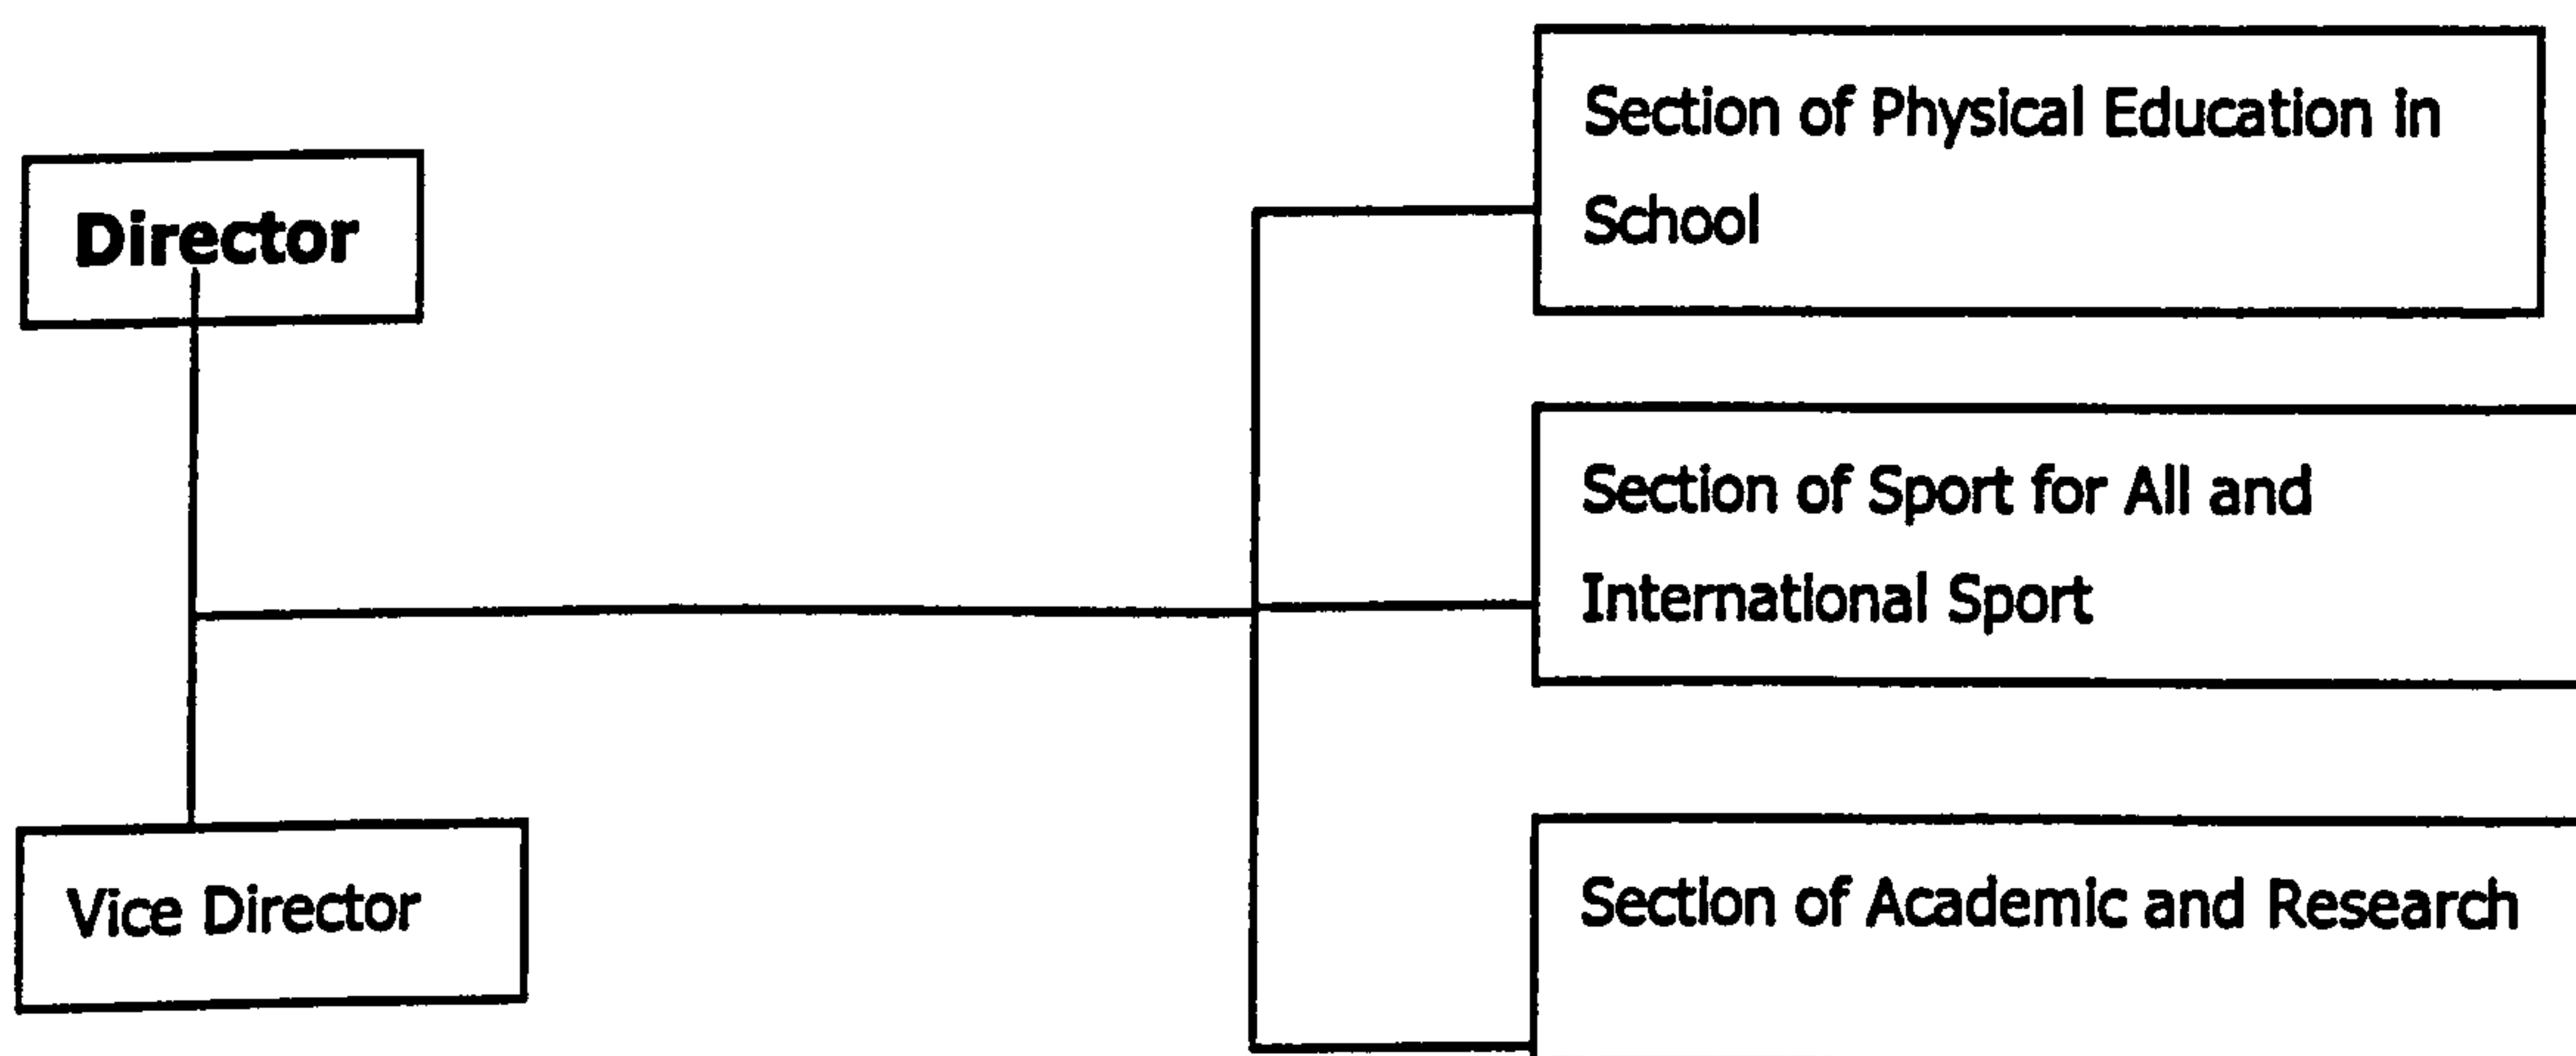 Director
Vice Director
Section of Physical Education in
School
Section of Sport for All and
International Sport
Section of Academic and Research